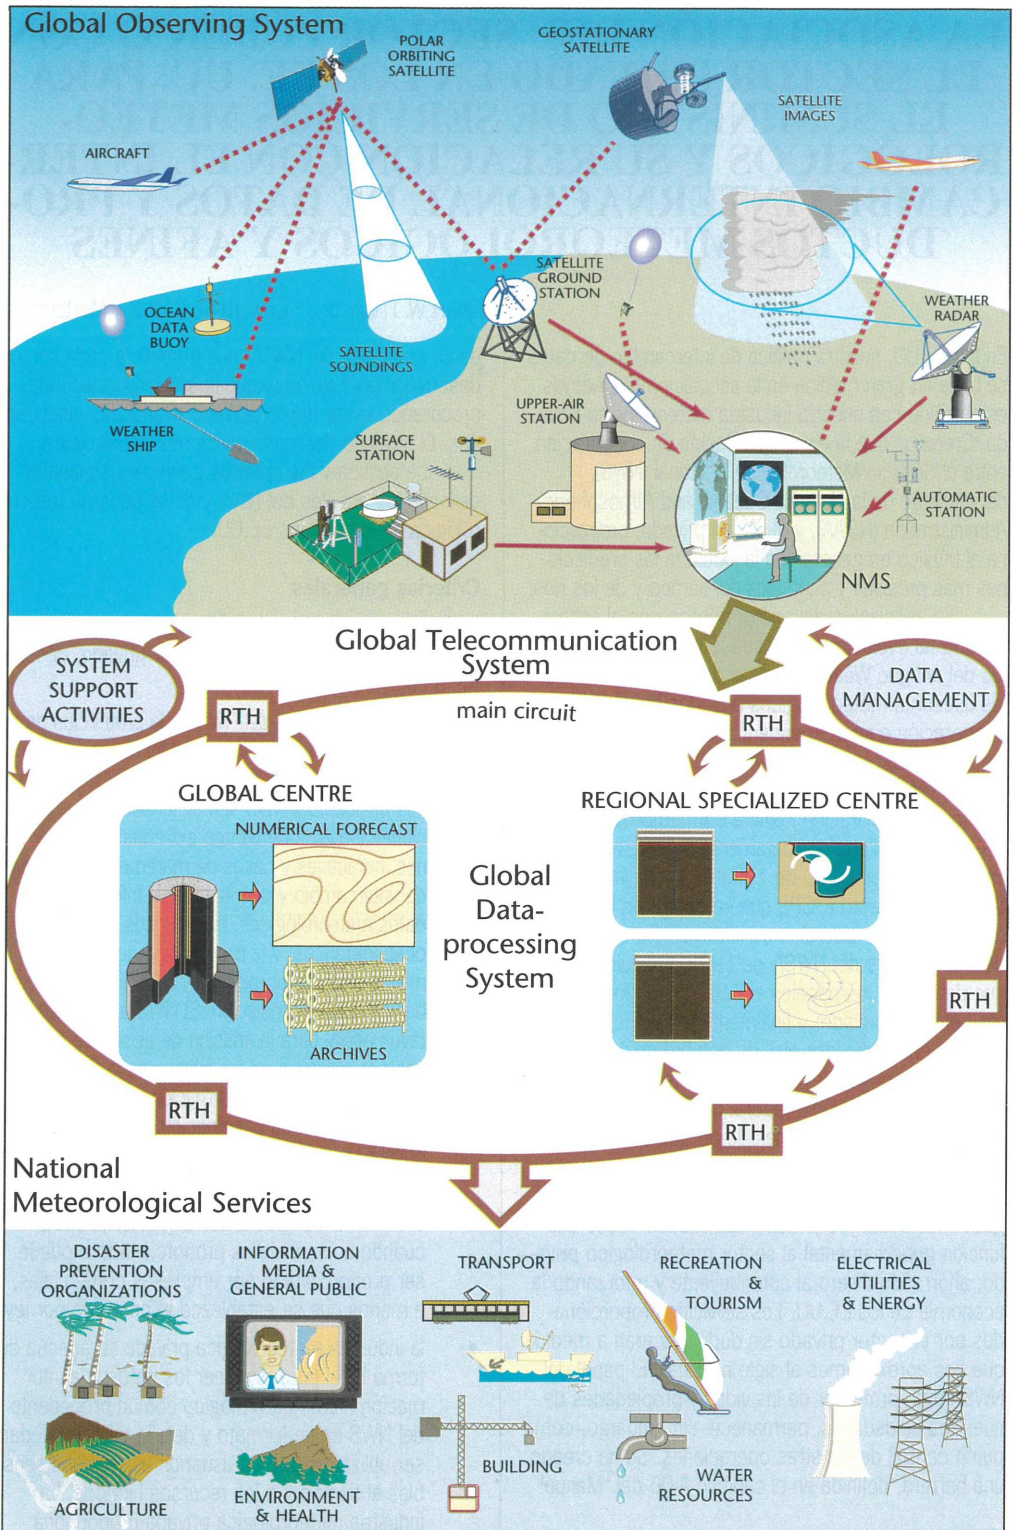 Global Observing System
POLAR
ORBITING
SATELLITE
GEOSTATIONARY
SATELLITE
SATELLITE
IMAGES
AIRCRAFT
OCEAN
DATA
BUOY
SATELLITE
SOUNDINGS
SATELLITE
GROUND
STATION
WEATHER
RADAR
WEATHER
SHIP
SURFACE
STATION
UPPER-AIR
STATION
AUTOMATIC
STATION
NMS
Global Telecommunication
System
main circuit
SYSTEM
SUPPORT
ACTIVITIES
DATA
MANAGEMENT
RTH
RTH
GLOBAL CENTRE
NUMERICAL FORECAST
ARCHIVES
Global
Data-
processing
System
REGIONAL SPECIALIZED CENTRE
RTH
RTH
RTH
National
Meteorological Services
DISASTER
PREVENTION
ORGANIZATIONS
INFORMATION
MEDIA &
GENERAL PUBLIC
TRANSPORT
RECREATION
&
TOURISM
ELECTRICAL
UTILITIES
& ENERGY
AGRICULTURE
ENVIRONMENT
& HEALTH
BUILDING
WATER
RESOURCES